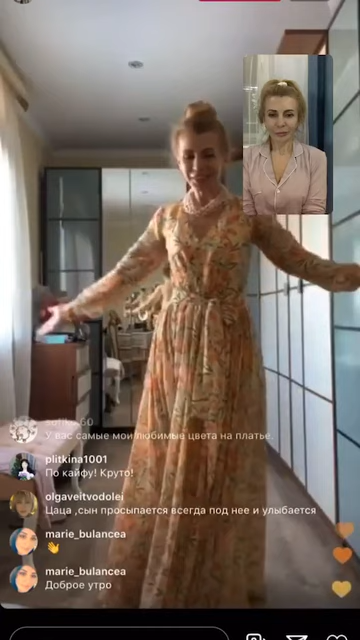 sonko_60
У вас самые мои любимые цвета на платье.
plitkina1001
По кайфу! Круто!
olgaveitvodolei
Цаца ,сын просыпается всегда под нее и улыбается
marie_bulancea
👋
marie_bulancea
Доброе утро